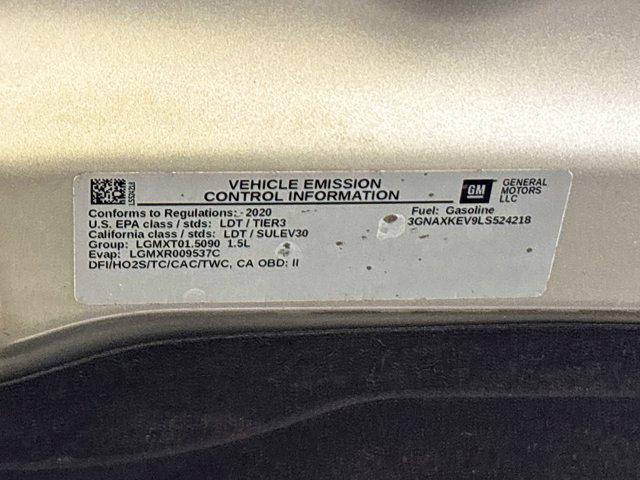 VEHICLE EMISSION
CONTROL INFORMATION
GM
GENERAL
MOTORS
LLC
Conforms to Regulations: 2020
U.S. EPA class / stds: LDT / TIER3
California class / stds: LDT / SULEV30
Group: LGMXT01.5090 1.5L
Evap: LGMXR009537C
DFI/HO2S/TC/CAC/TWC, CA OBD: II
Fuel: Gasoline
3GNAXKEV9LS524218